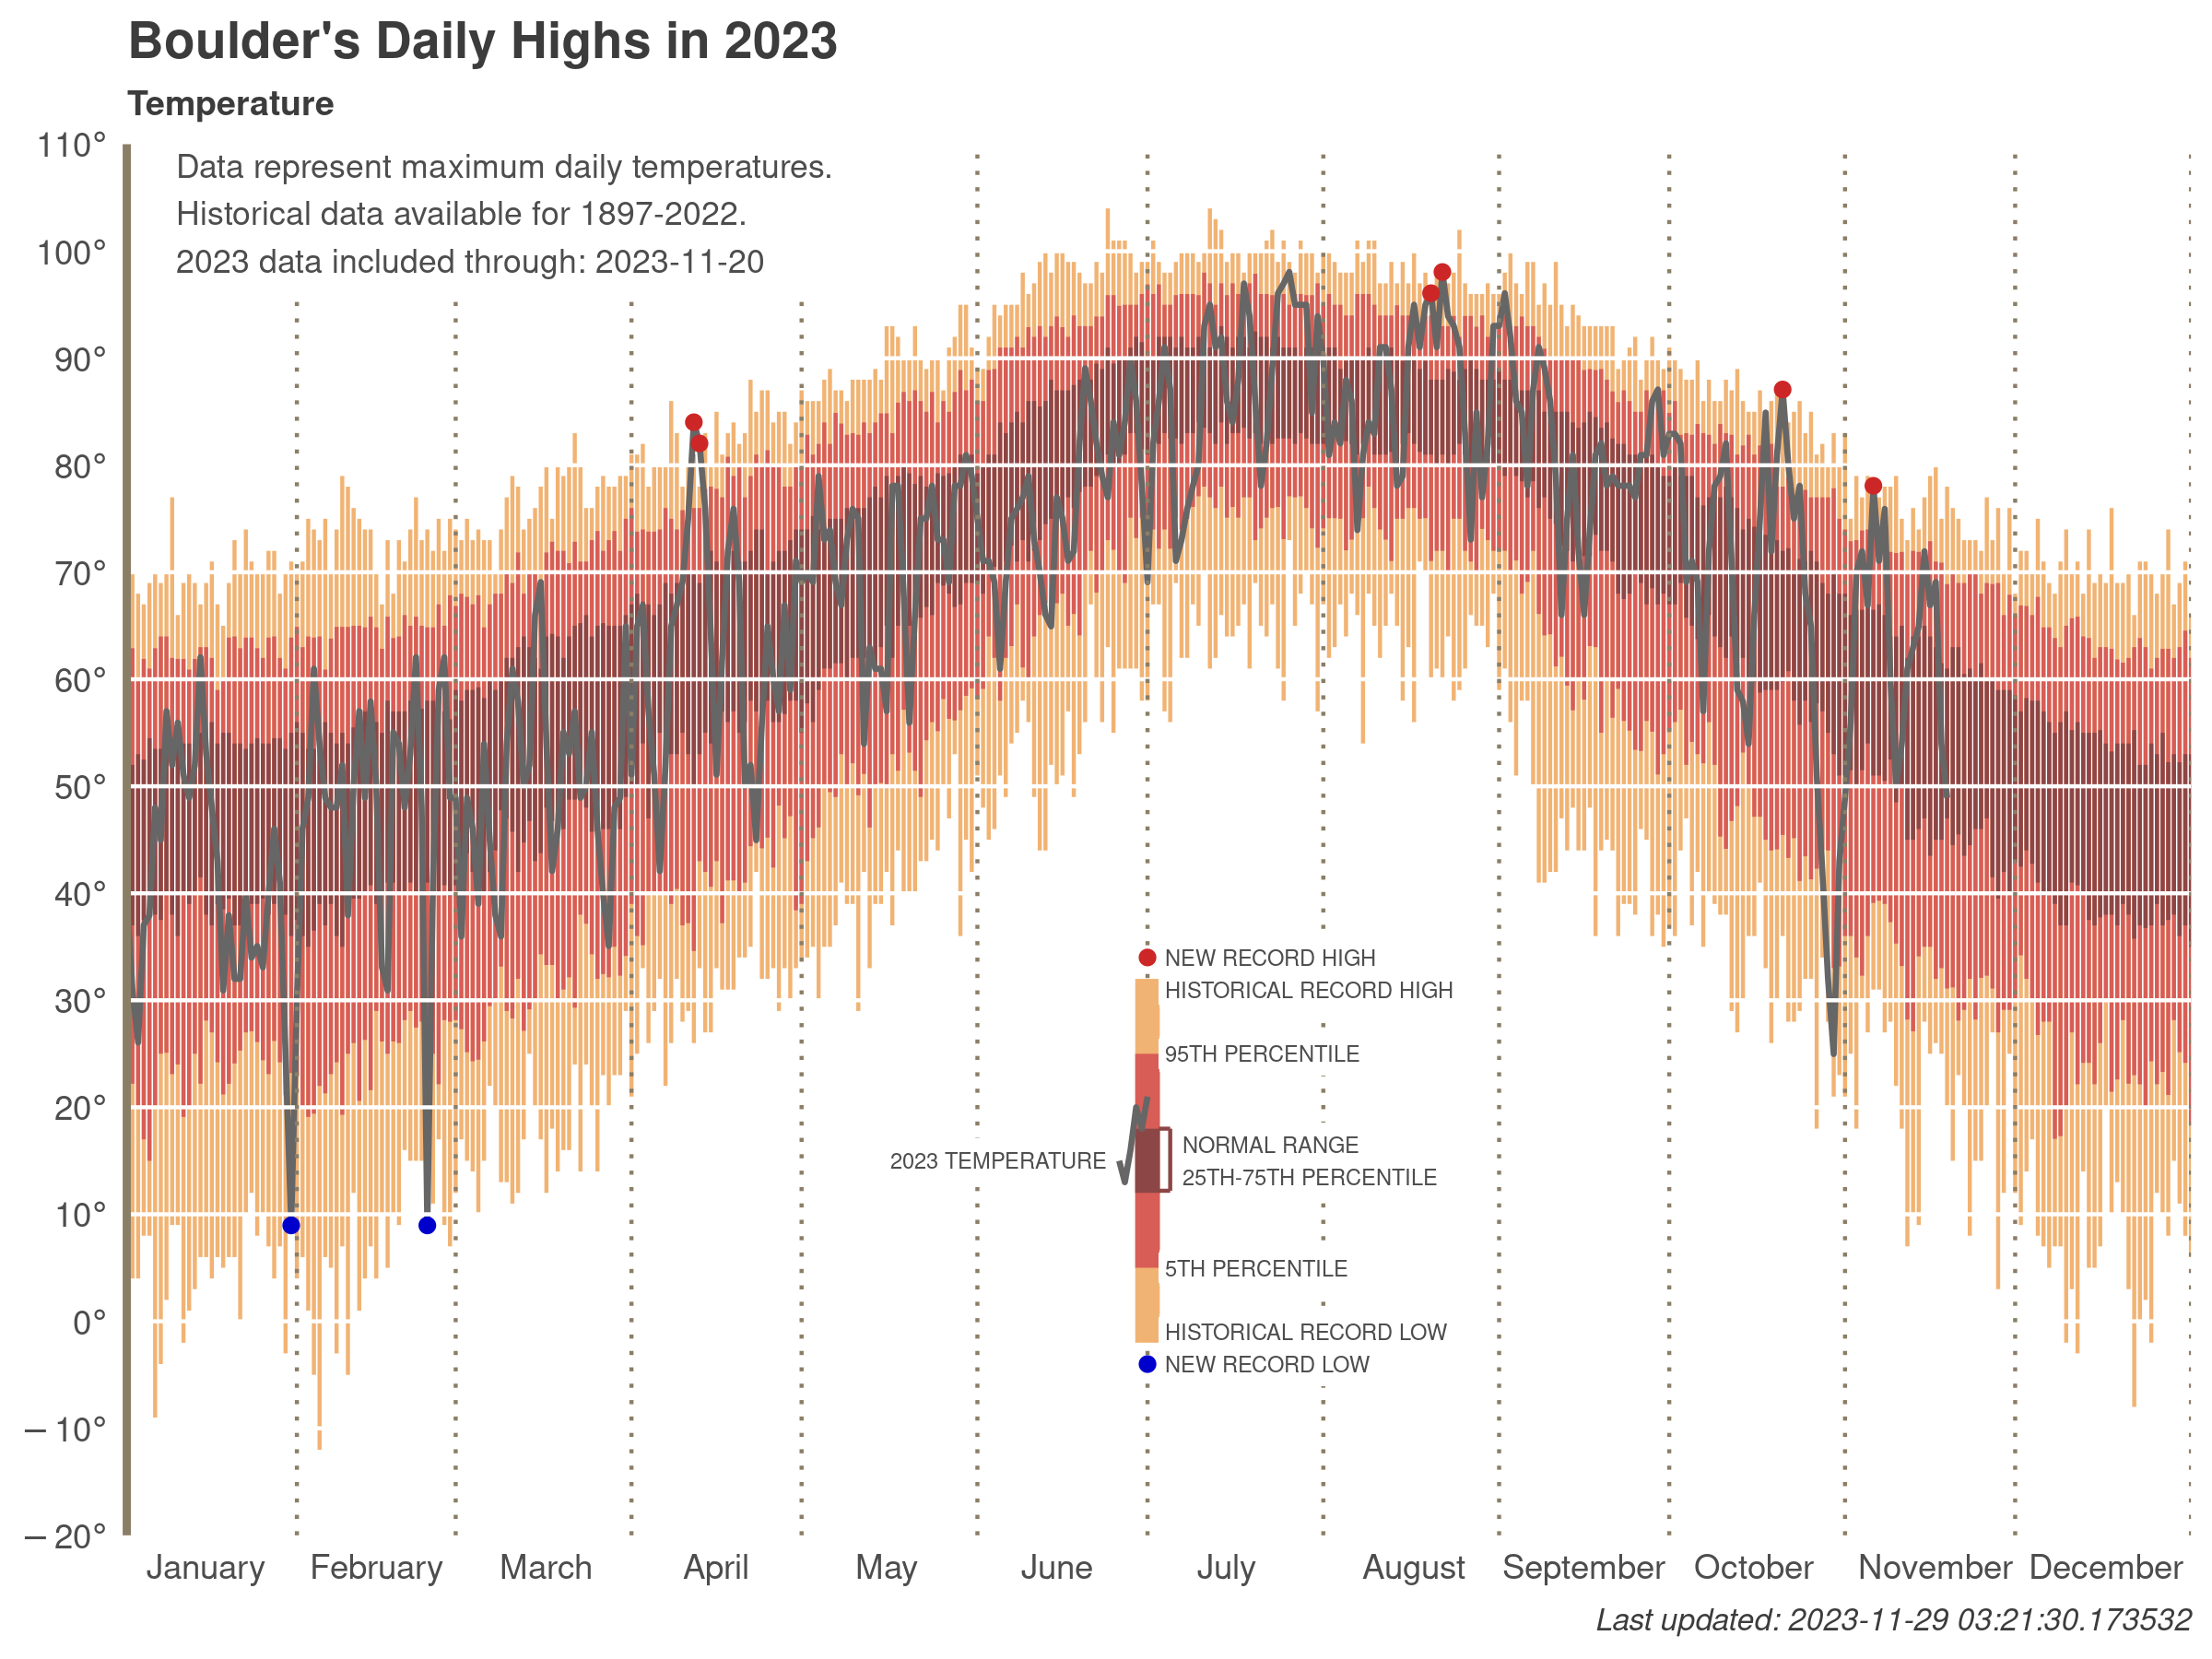 Boulder's Daily Highs in 2023
Temperature
110°
100°
90°
80°
70°
60°
50°
40°
30°
20°
10°
0°
−10°
−20°
Data represent maximum daily temperatures.
Historical data available for 1897-2022.
2023 data included through: 2023-11-20
NEW RECORD HIGH
HISTORICAL RECORD HIGH
95TH PERCENTILE
2023 TEMPERATURE
NORMAL RANGE
25TH-75TH PERCENTILE
5TH PERCENTILE
HISTORICAL RECORD LOW
NEW RECORD LOW
January February March April May June July August September October November December
Last updated: 2023-11-29 03:21:30.173532